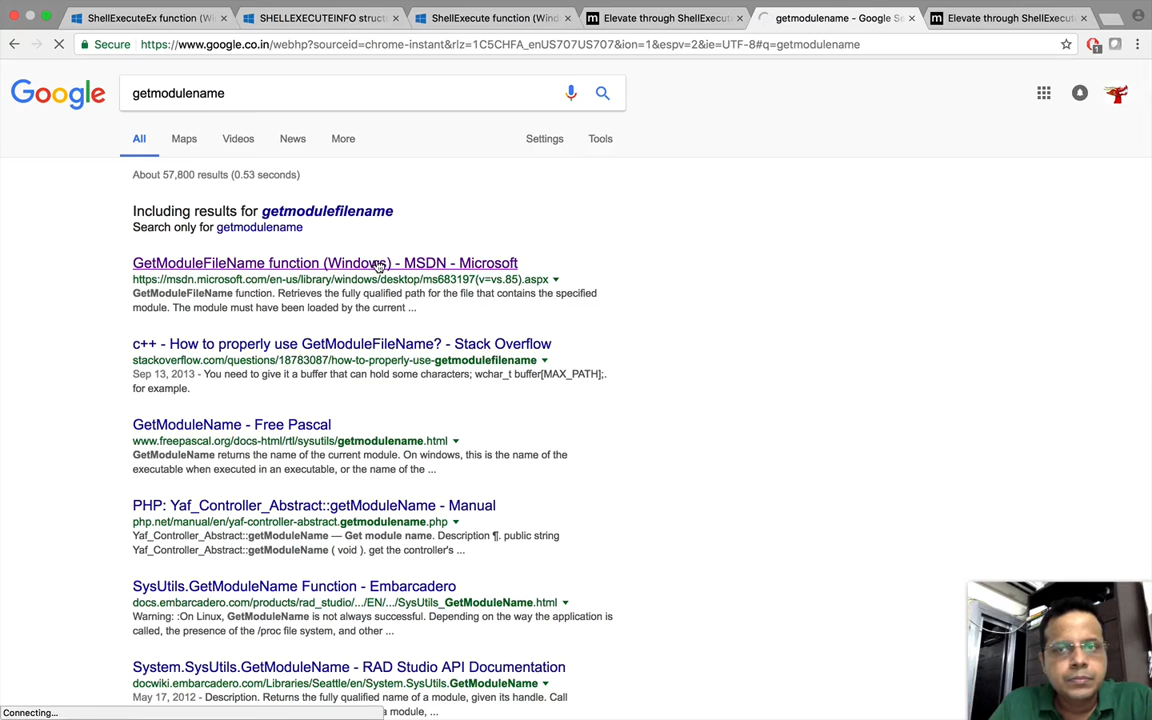 ShellExecuteEx function (Wi
SHELLEXECUTEINFO struct
ShellExecute function (Wind
Elevate through ShellExecut
getmodulename - Google Se
Elevate through ShellExecut
Secure
https://www.google.co.in/webhp?sourceid=chrome-instant&rlz=1C5CHFA_enUS707US707&ion=1&espv=2&ie=UTF-8#q=getmodulename
1
Google
getmodulename
All Maps Videos News More Settings Tools
About 57,800 results (0.53 seconds)
Including results for getmodulefilename
Search only for getmodulename
GetModuleFileName function (Windows) - MSDN - Microsoft
https://msdn.microsoft.com/en-us/library/windows/desktop/ms683197(v=vs.85).aspx
GetModuleFileName function. Retrieves the fully qualified path for the file that contains the specified
module. The module must have been loaded by the current ...
c++ - How to properly use GetModuleFileName? - Stack Overflow
stackoverflow.com/questions/18783087/how-to-properly-use-getmodulefilename
Sep 13, 2013 - You need to give it a buffer that can hold some characters; wchar_t buffer[MAX_PATH];.
for example.
GetModuleName - Free Pascal
www.freepascal.org/docs-html/rtl/sysutils/getmodulename.html
GetModuleName returns the name of the current module. On windows, this is the name of the
executable when executed in an executable, or the name of the ...
PHP: Yaf_Controller_Abstract::getModuleName - Manual
php.net/manual/en/yaf-controller-abstract.getmodulename.php
Yaf_Controller_Abstract::getModuleName — Get module name. Description ¶. public string
Yaf_Controller_Abstract::getModuleName ( void ). get the controller's ...
SysUtils.GetModuleName Function - Embarcadero
docs.embarcadero.com/products/rad_studio/.../EN/.../SysUtils_GetModuleName.html
Warning: :On Linux, GetModuleName is not always successful. Depending on the way the application is
called, the presence of the /proc file system, and other ...
System.SysUtils.GetModuleName - RAD Studio API Documentation
docwiki.embarcadero.com/Libraries/Seattle/en/System.SysUtils.GetModuleName
May 17, 2012 - Description. Returns the fully qualified name of a module, given its handle. Call
a module, ...
Connecting...